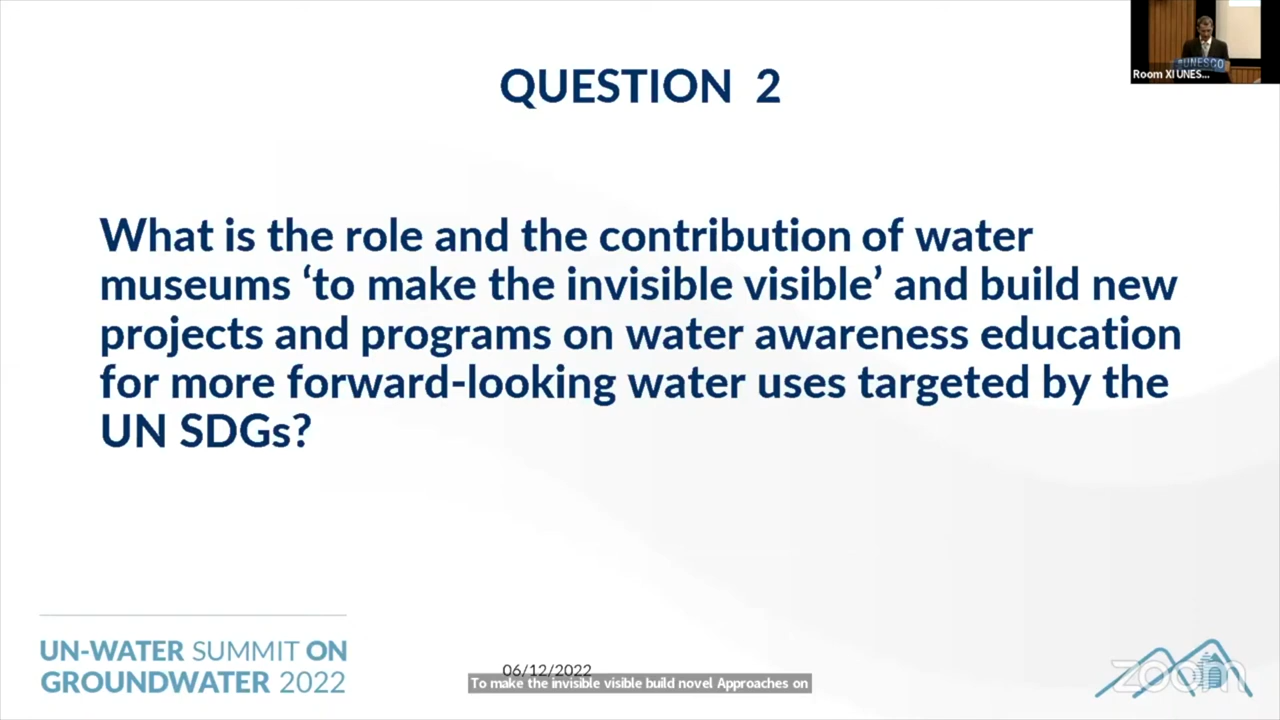 QUESTION 2
#UNESCO
Room XI UNES...
What is the role and the contribution of water
museums ‘to make the invisible visible’ and build new
projects and programs on water awareness education
for more forward-looking water uses targeted by the
UN SDGs?
UN-WATER SUMMIT ON
GROUNDWATER 2022
06/12/2022
To make the invisible visible build novel Approaches on
zoom